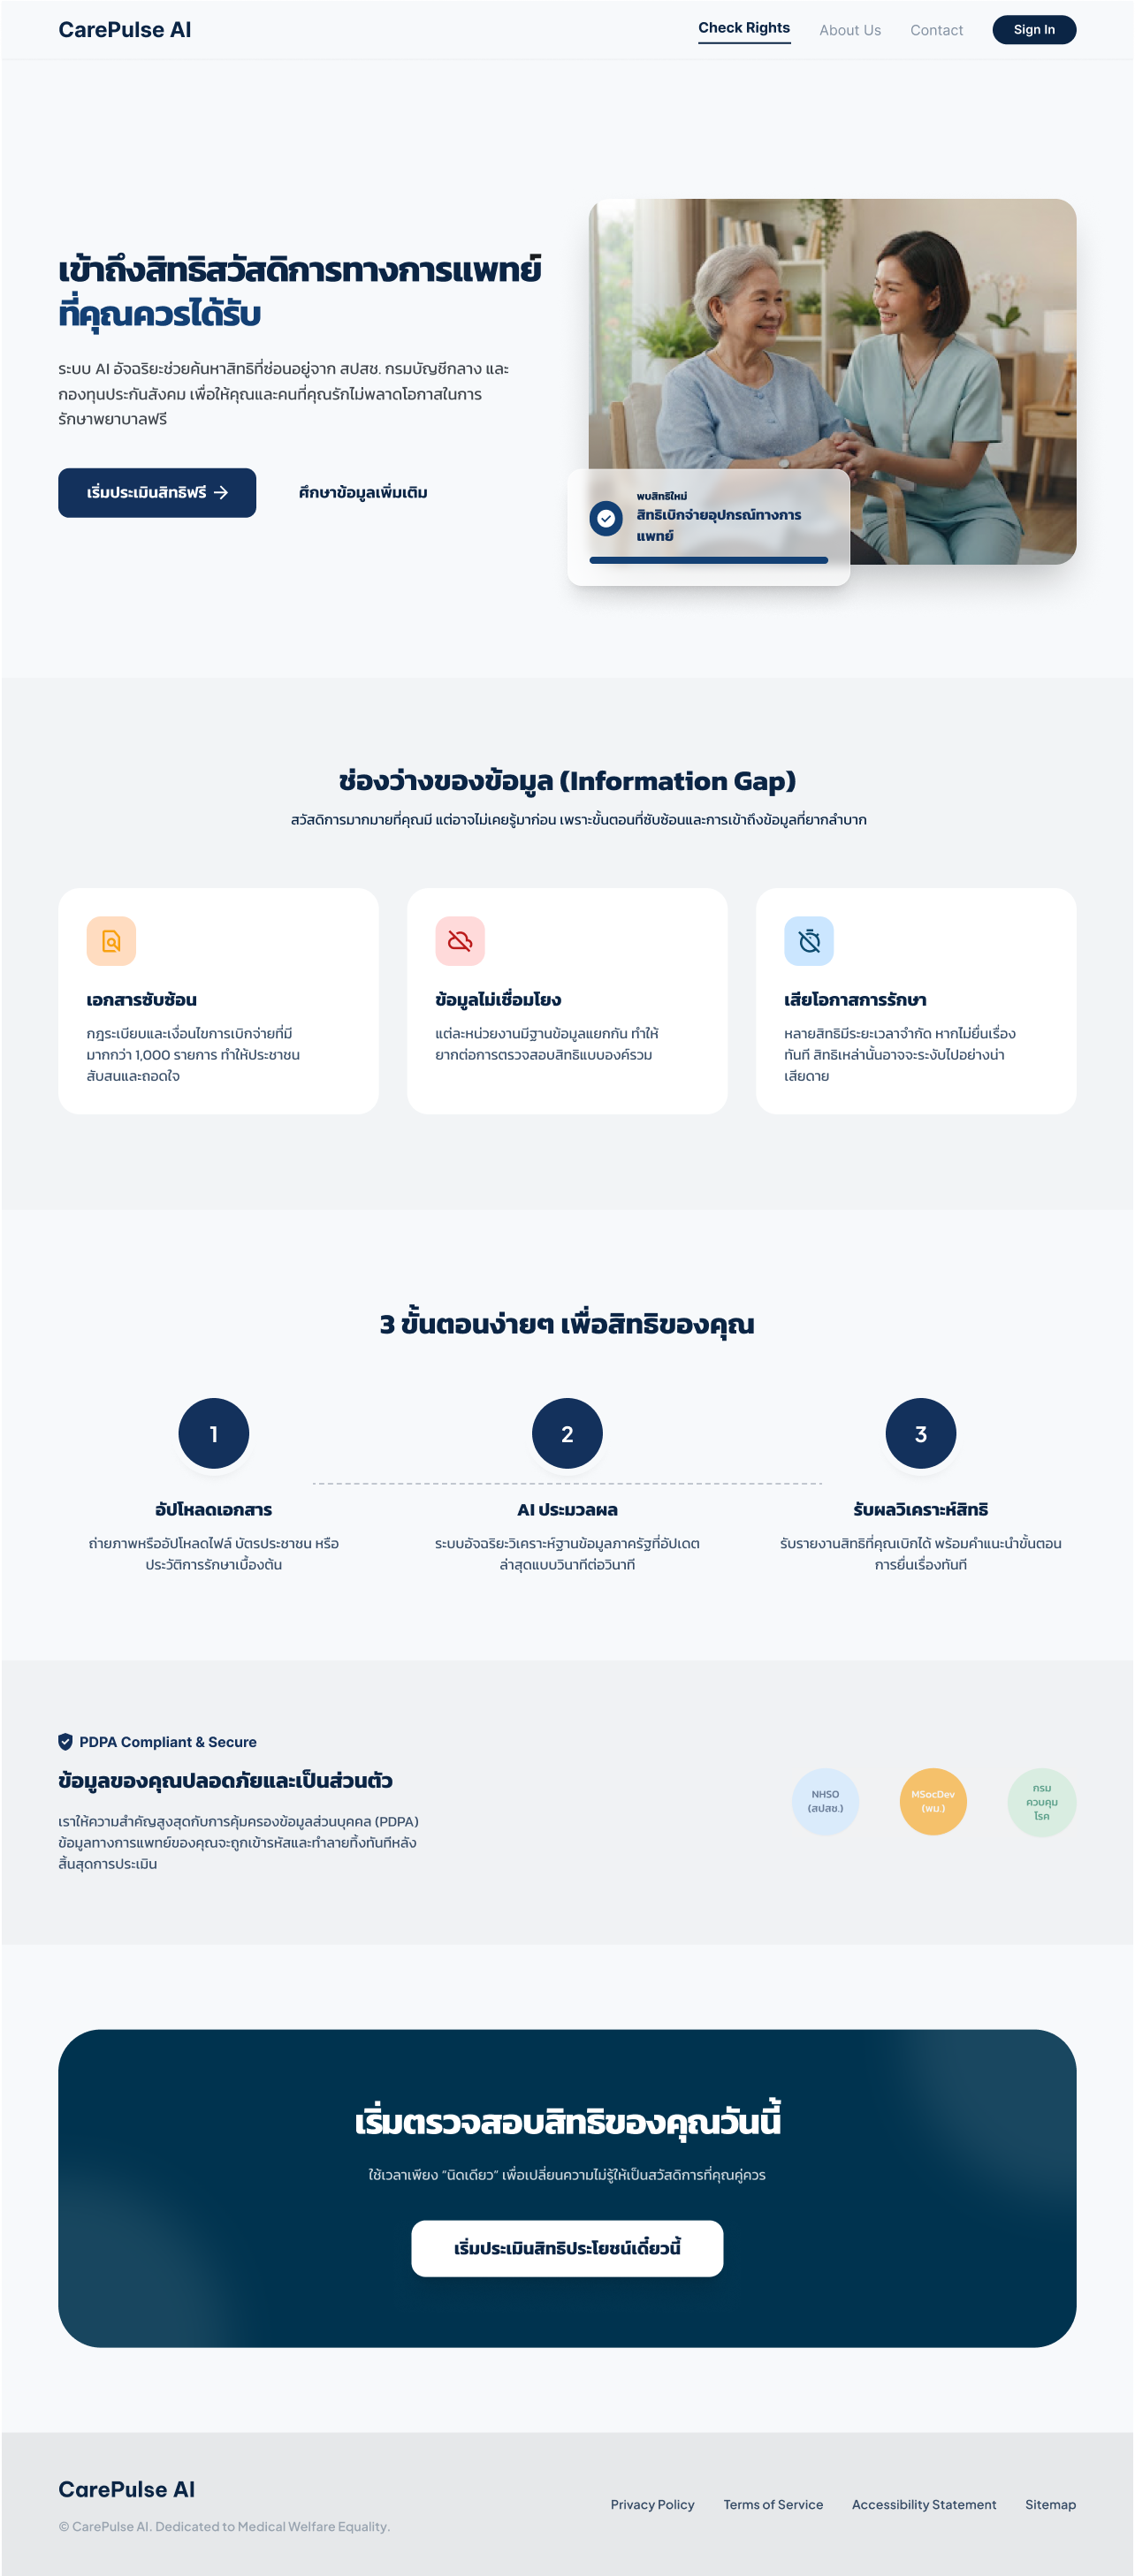 CarePulse AI
Check Rights
About Us
Contact
Sign In
เข้าถึงสิทธิสวัสดิการทางการแพทย์
ที่คุณควรได้รับ
ระบบ AI อัจฉริยะช่วยค้นหาสิทธิที่ซ่อนอยู่จาก สปสช. กรมบัญชีกลาง และ
กองทุนประกันสังคม เพื่อให้คุณและคนที่คุณรักไม่พลาดโอกาสในการ
รักษาพยาบาลฟรี
เริ่มประเมินสิทธิฟรี
ศึกษาข้อมูลเพิ่มเติม
พบสิทธิใหม่
สิทธิเบิกจ่ายอุปกรณ์ทางการ
แพทย์
ช่องว่างของข้อมูล (Information Gap)
สวัสดิการมากมายที่คุณมี แต่อาจไม่เคยรู้มาก่อน เพราะขั้นตอนที่ซับซ้อนและการเข้าถึงข้อมูลที่ยากลำบาก
เอกสารซับซ้อน
กฎระเบียบและเงื่อนไขการเบิกจ่ายที่มี
มากกว่า 1,000 รายการ ทำให้ประชาชน
สับสนและถอดใจ
ข้อมูลไม่เชื่อมโยง
แต่ละหน่วยงานมีฐานข้อมูลแยกกัน ทำให้
ยากต่อการตรวจสอบสิทธิแบบองค์รวม
เสียโอกาสการรักษา
หลายสิทธิมีระยะเวลาจำกัด หากไม่ยื่นเรื่อง
ทันที สิทธิเหล่านั้นอาจจะระงับไปอย่างน่า
เสียดาย
3 ขั้นตอนง่ายๆ เพื่อสิทธิของคุณ
1
2
3
อัปโหลดเอกสาร
ถ่ายภาพหรืออัปโหลดไฟล์ บัตรประชาชน หรือ
ประวัติการรักษาเบื้องต้น
AI ประมวลผล
ระบบอัจฉริยะวิเคราะห์ฐานข้อมูลภาครัฐที่อัปเดต
ล่าสุดแบบวินาทีต่อวินาที
รับผลวิเคราะห์สิทธิ
รับรายงานสิทธิที่คุณเบิกได้ พร้อมคำแนะนำขั้นตอน
การยื่นเรื่องทันที
PDPA Compliant & Secure
ข้อมูลของคุณปลอดภัยและเป็นส่วนตัว
เราให้ความสำคัญสูงสุดกับการคุ้มครองข้อมูลส่วนบุคคล (PDPA)
ข้อมูลทางการแพทย์ของคุณจะถูกเข้ารหัสและทำลายทิ้งทันทีหลัง
สิ้นสุดการประเมิน
NHSO
(สปสช.)
MSocDev
(พม.)
กรม
ควบคุม
โรค
เริ่มตรวจสอบสิทธิของคุณวันนี้
ใช้เวลาเพียง "นิดเดียว" เพื่อเปลี่ยนความไม่รู้ให้เป็นสวัสดิการที่คุณคู่ควร
เริ่มประเมินสิทธิประโยชน์เดี๋ยวนี้
CarePulse AI
© CarePulse AI. Dedicated to Medical Welfare Equality.
Privacy Policy
Terms of Service
Accessibility Statement
Sitemap